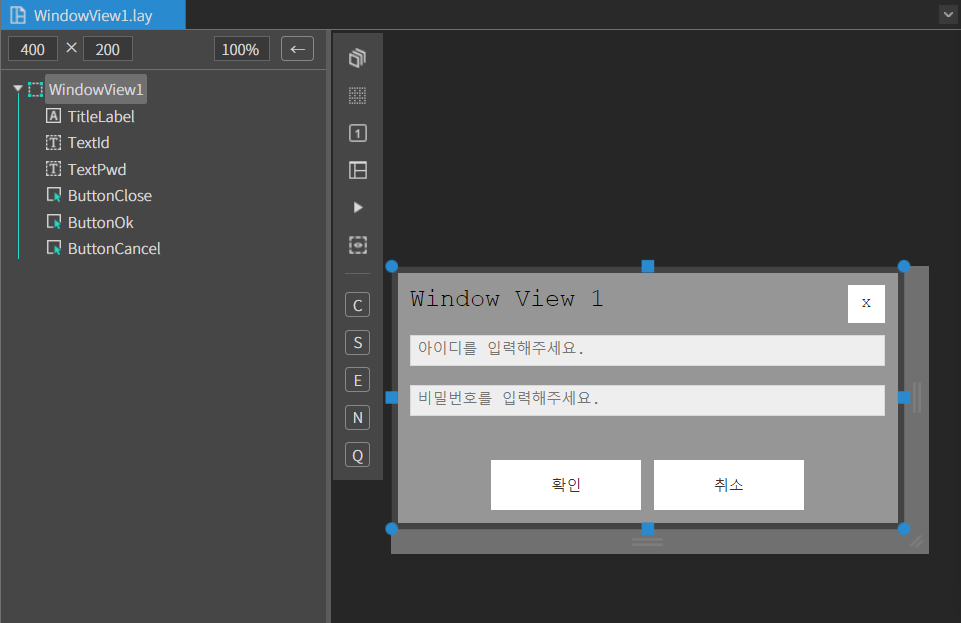 WindowView1.lay
400 × 200 100% ←
WindowView1
A TitleLabel
T TextId
T TextPwd
ButtonClose
ButtonOk
ButtonCancel
1
C
S
E
N
Q
Window View 1
x
아이디를 입력해주세요.
비밀번호를 입력해주세요.
확인 취소